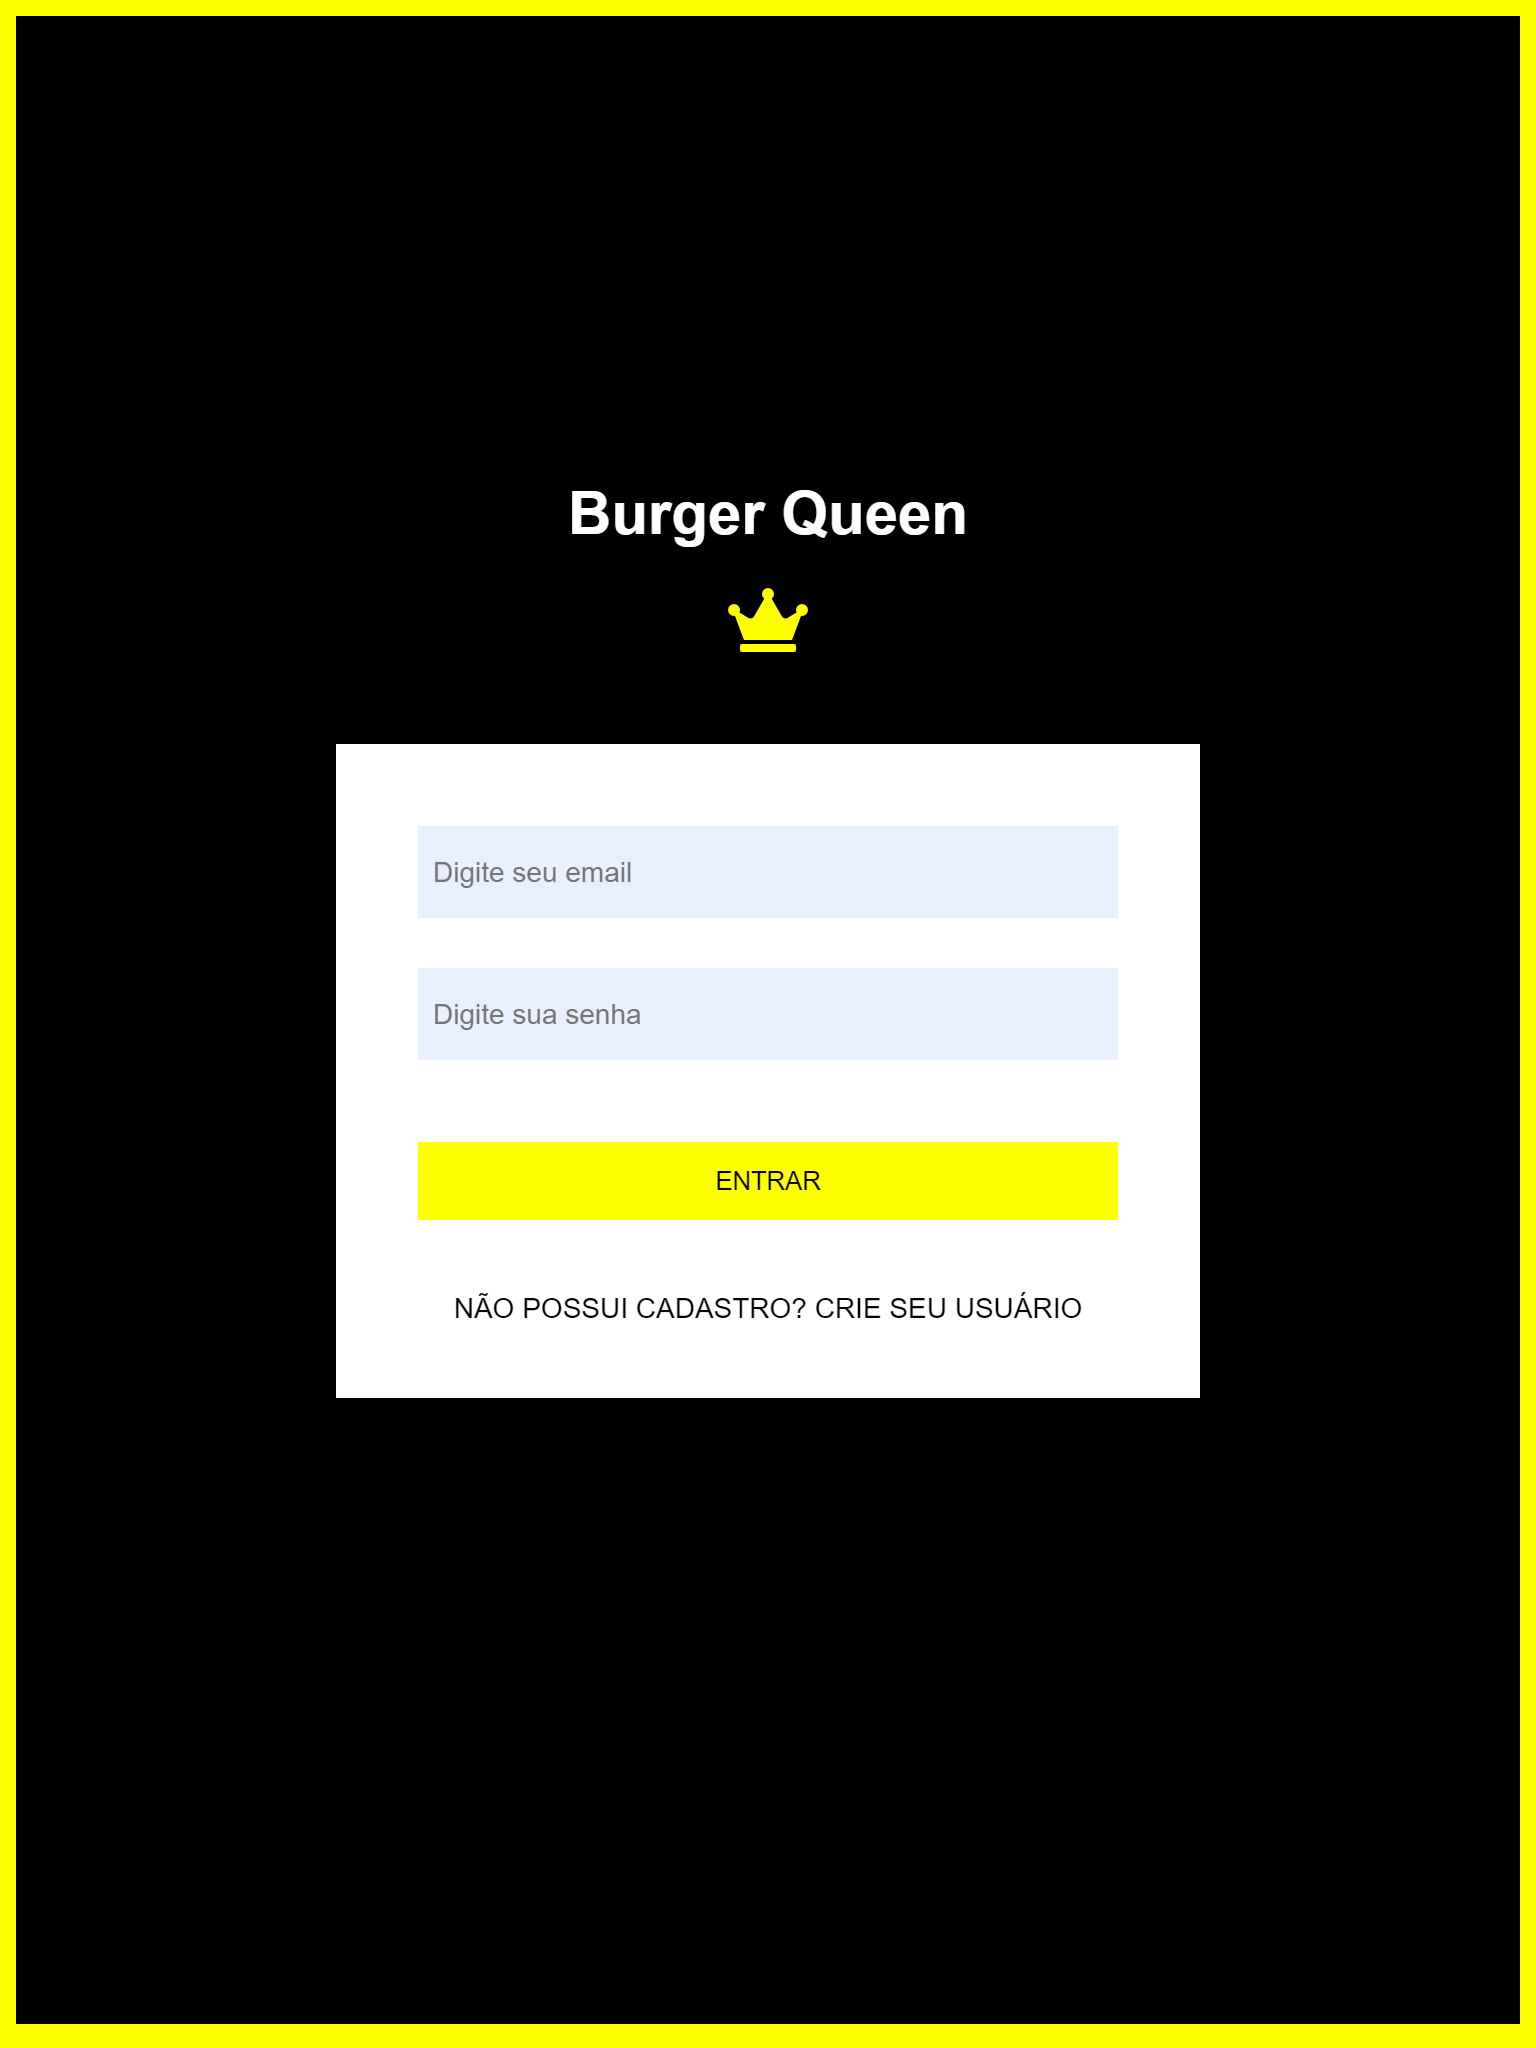 Burger Queen
Digite seu email
Digite sua senha
ENTRAR
NÃO POSSUI CADASTRO? CRIE SEU USUÁRIO